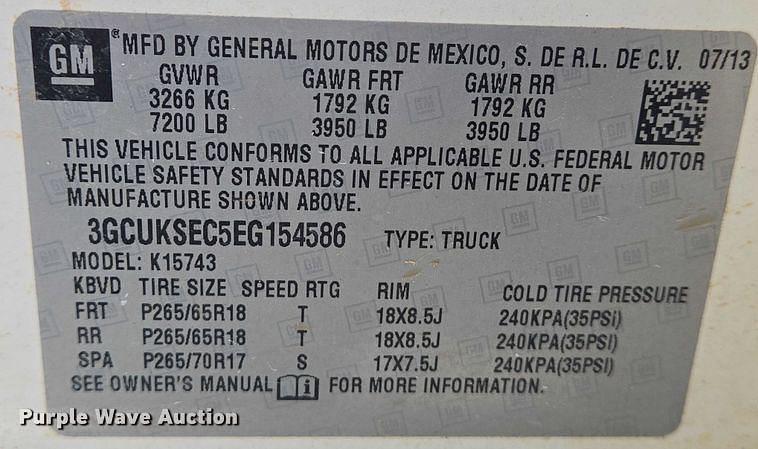 GM
® MFD BY GENERAL MOTORS DE MEXICO, S. DE R.L. DE C.V. 07/13
GVWR GAWR FRT GAWR RR
3266 KG 1792 KG 1792 KG
7200 LB 3950 LB 3950 LB
THIS VEHICLE CONFORMS TO ALL APPLICABLE U.S. FEDERAL MOTOR
VEHICLE SAFETY STANDARDS IN EFFECT ON THE DATE OF
MANUFACTURE SHOWN ABOVE.
3GCUKSEC5EG154586 TYPE: TRUCK
MODEL: K15743
KBVD TIRE SIZE SPEED RTG RIM COLD TIRE PRESSURE
FRT P265/65R18 T 18X8.5J 240KPA(35PSI)
RR P265/65R18 T 18X8.5J 240KPA(35PSI)
SPA P265/70R17 S 17X7.5J 240KPA(35PSI)
SEE OWNER'S MANUAL i FOR MORE INFORMATION.
Purple Wave Auction